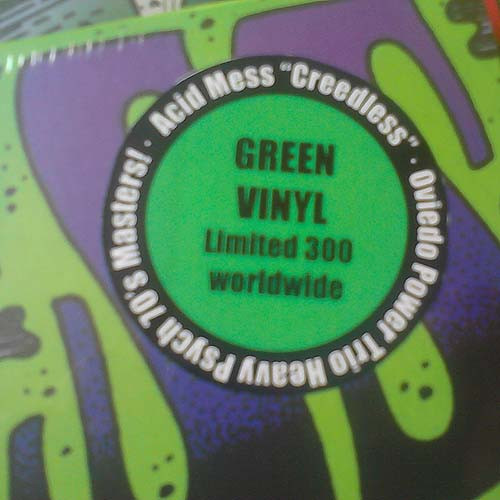 Acid Mess "Creedless" · Oviedo Power Trio Heavy Psych 70's Masters! ·
GREEN
VINYL
Limited 300
worldwide